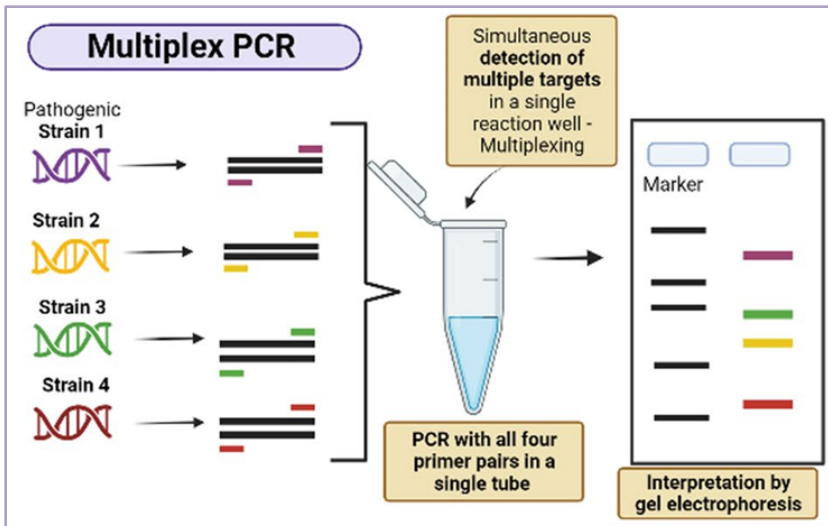 Multiplex PCR
Pathogenic
Strain 1
Strain 2
Strain 3
Strain 4
Simultaneous
detection of
multiple targets
in a single
reaction well -
Multiplexing
PCR with all four
primer pairs in a
single tube
Marker
Interpretation by
gel electrophoresis